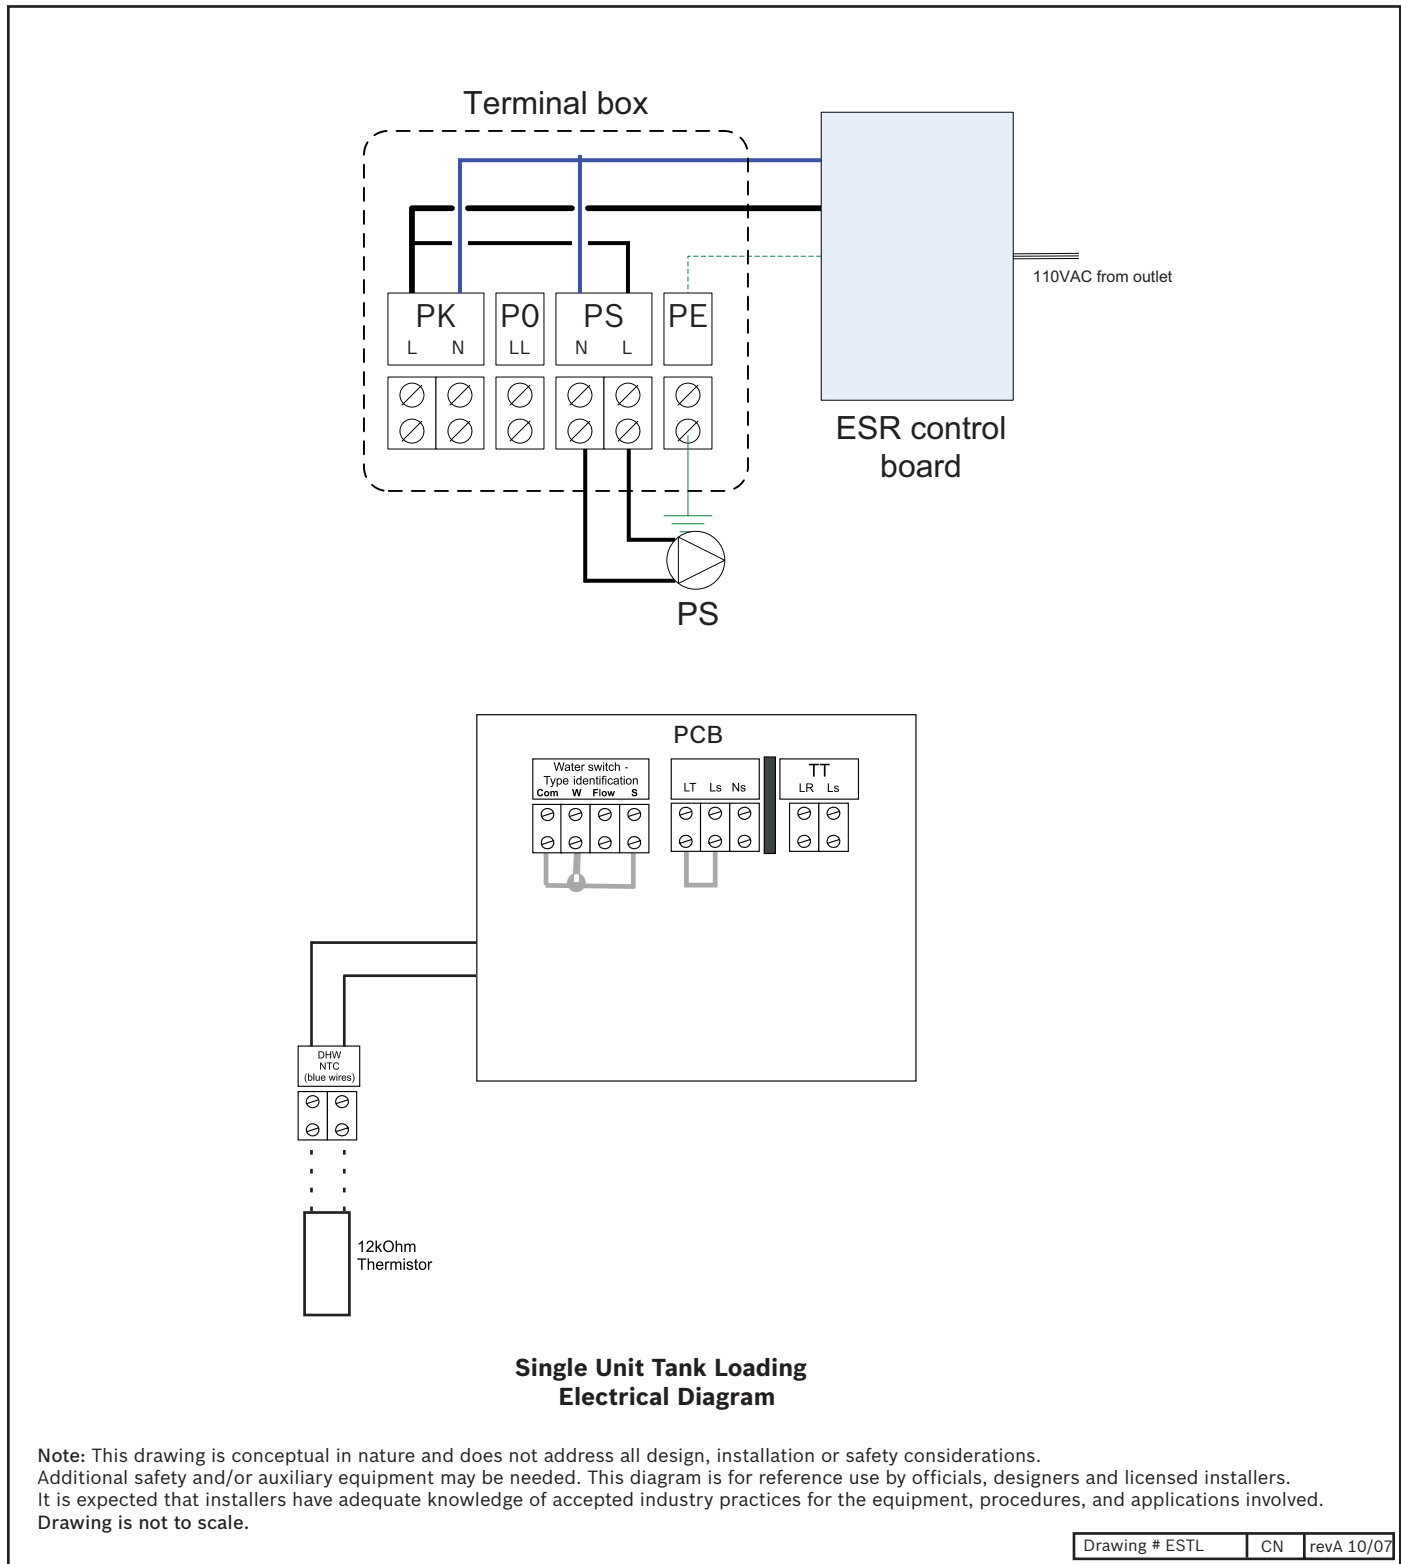 Terminal box
110VAC from outlet
PK
P0
PS
PE
L N
LL
N L
ESR control
board
PS
PCB
Water switch -
Type identification
Com W Flow S
LT Ls Ns
TT
LR Ls
DHW
NTC
(blue wires)
12kOhm
Thermistor
Single Unit Tank Loading
Electrical Diagram
Note: This drawing is conceptual in nature and does not address all design, installation or safety considerations.
Additional safety and/or auxiliary equipment may be needed. This diagram is for reference use by officials, designers and licensed installers.
It is expected that installers have adequate knowledge of accepted industry practices for the equipment, procedures, and applications involved.
Drawing is not to scale.
Drawing # ESTL CN revA 10/07